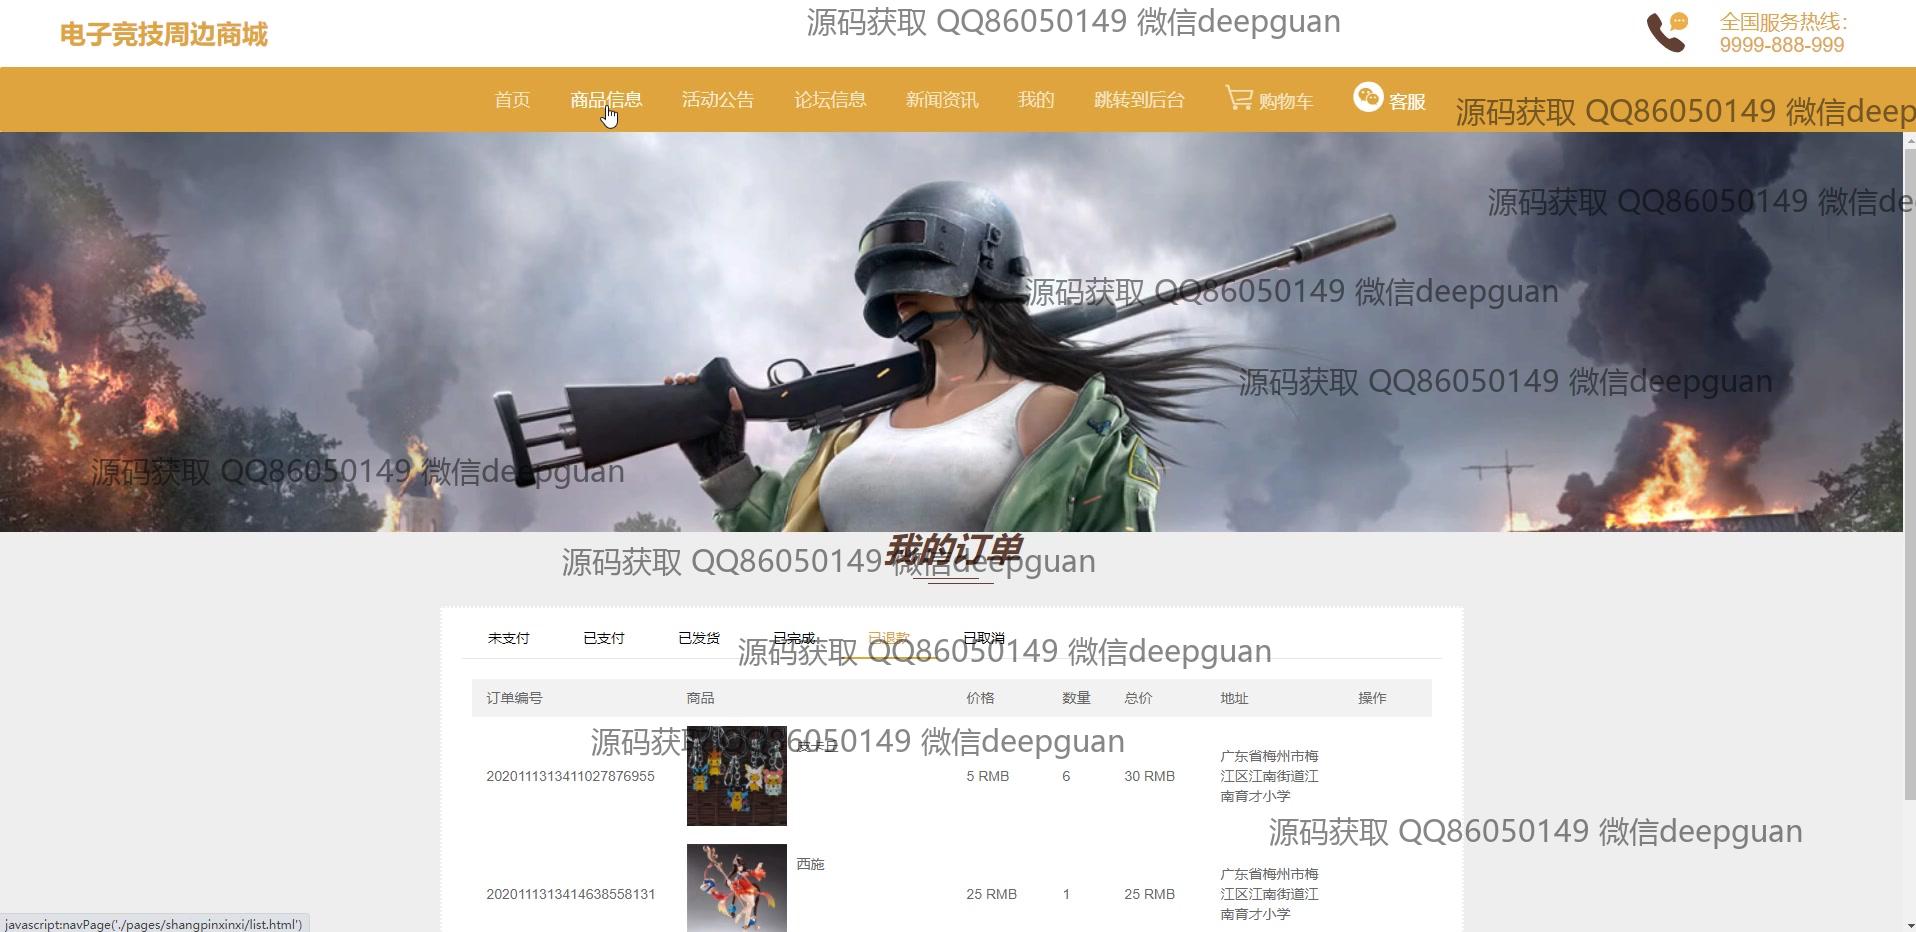 电子竞技周边商城
源码获取 QQ86050149 微信deepguan
全国服务热线：
9999-888-999
首页 商品信息 活动公告 论坛信息 新闻资讯 我的 跳转到后台 购物车 客服
源码获取 QQ86050149 微信deep
源码获取 QQ86050149 微信de
源码获取 QQ86050149 微信deepguan
源码获取 QQ86050149 微信deepguan
源码获取 QQ86050149 微信deepguan
我的订单
源码获取 QQ86050149 微信deepguan
未支付 已支付 已发货 已完成 已退款 已取消
源码获取 QQ86050149 微信deepguan
订单编号 商品 价格 数量 总价 地址 操作
源码获取 QQ86050149 微信deepguan
皮卡丘
2020111313411027876955 5 RMB 6 30 RMB
广东省梅州市梅
江区江南街道江
南育才小学
源码获取 QQ86050149 微信deepguan
西施
2020111313414638558131 25 RMB 1 25 RMB
广东省梅州市梅
江区江南街道江
南育才小学
javascript:navPage('./pages/shangpinxinxi/list.html')